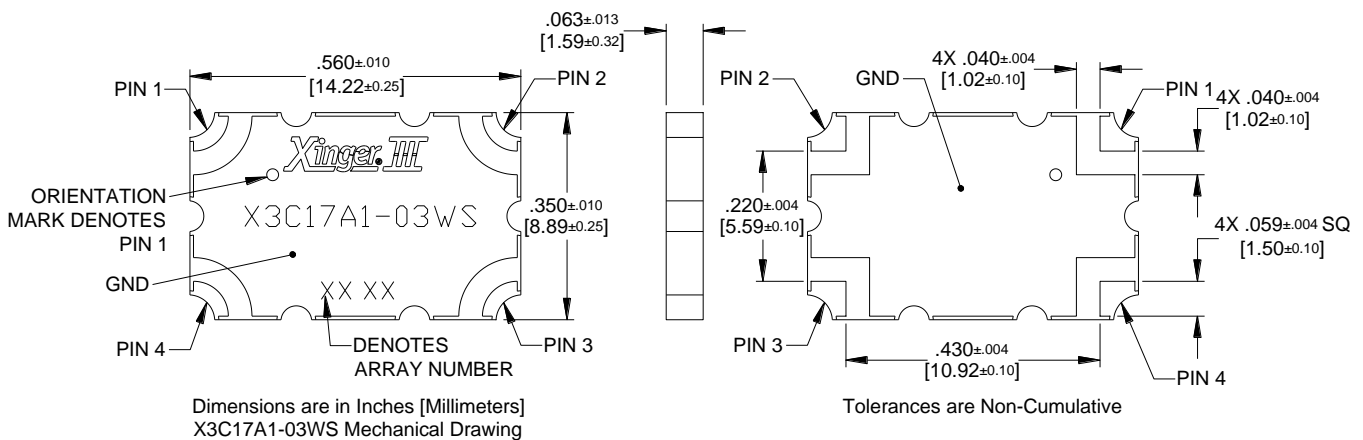 .560±.010
[14.22±0.25]
PIN 1
PIN 2
Xinger® III
ORIENTATION
MARK DENOTES
PIN 1
X3C17A1-03WS
.350±.010
[8.89±0.25]
GND
XX XX
PIN 4
DENOTES
ARRAY NUMBER
PIN 3
Dimensions are in Inches [Millimeters]
X3C17A1-03WS Mechanical Drawing
.063±.013
[1.59±0.32]
PIN 2
GND
4X .040±.004
[1.02±0.10]
PIN 1
4X .040±.004
[1.02±0.10]
.220±.004
[5.59±0.10]
4X .059±.004 SQ
[1.50±0.10]
PIN 3
.430±.004
[10.92±0.10]
PIN 4
Tolerances are Non-Cumulative